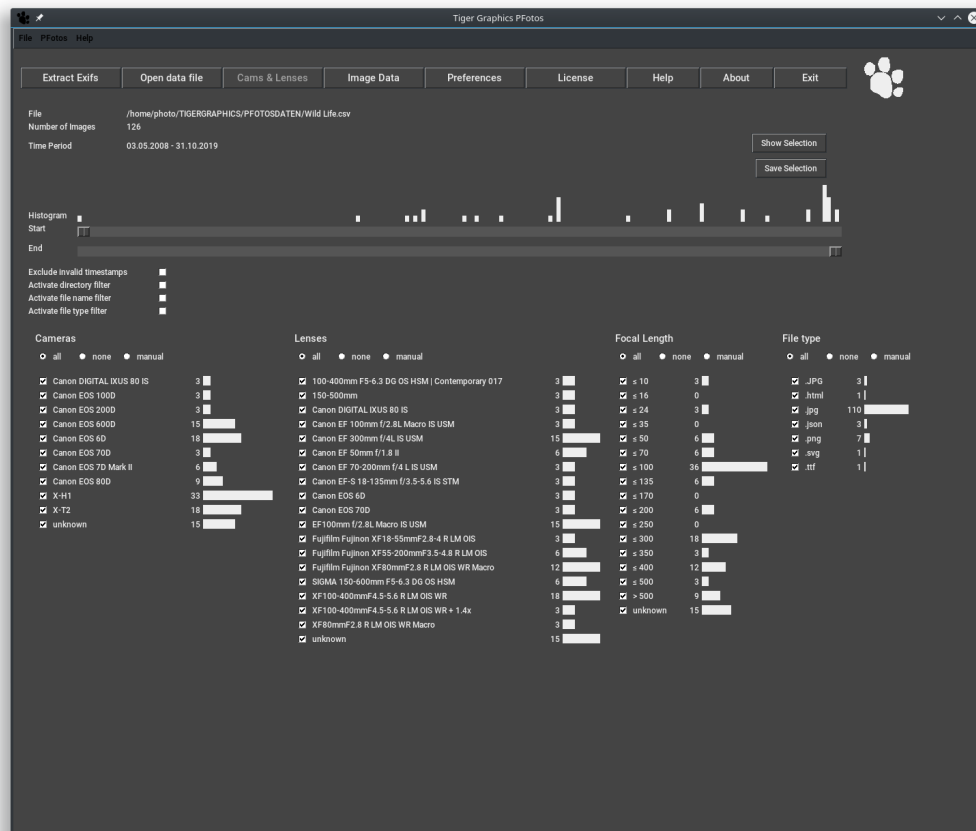 Tiger Graphics PFotos
File PFotos Help
Extract Exifs Open data file Cams & Lenses Image Data Preferences License Help About Exit
File /home/photo/TIGERGRAPHICS/PFOTOSDATEN/Wild Life.csv
Number of Images 126
Time Period 03.05.2008 - 31.10.2019
Show Selection
Save Selection
Histogram
Start
End
Exclude invalid timestamps
Activate directory filter
Activate file name filter
Activate file type filter
Cameras Lenses Focal Length File type
all none manual all none manual all none manual all none manual
Canon DIGITAL IXUS 80 IS 3 100-400mm F5-6.3 DG OS HSM | Contemporary 017 3 ≤ 10 3 .JPG 3
Canon EOS 100D 3 150-500mm 3 ≤ 16 0 .html 1
Canon EOS 200D 3 Canon DIGITAL IXUS 80 IS 3 ≤ 24 3 .jpg 110
Canon EOS 600D 15 Canon EF 100mm f/2.8L Macro IS USM 3 ≤ 35 0 .json 3
Canon EOS 6D 18 Canon EF 300mm f/4L IS USM 15 ≤ 50 6 .png 7
Canon EOS 70D 3 Canon EF 50mm f/1.8 II 6 ≤ 70 6 .svg 1
Canon EOS 7D Mark II 6 Canon EF 70-200mm f/4 L IS USM 3 ≤ 100 36 .ttf 1
Canon EOS 80D 9 Canon EF-S 18-135mm f/3.5-5.6 IS STM 3 ≤ 135 6
X-H1 33 Canon EOS 6D 3 ≤ 170 0
X-T2 18 Canon EOS 70D 3 ≤ 200 6
unknown 15 EF100mm f/2.8L Macro IS USM 15 ≤ 250 0
Fujifilm Fujinon XF18-55mmF2.8-4 R LM OIS 3 ≤ 300 18
Fujifilm Fujinon XF55-200mmF3.5-4.8 R LM OIS 6 ≤ 350 3
Fujifilm Fujinon XF80mmF2.8 R LM OIS WR Macro 12 ≤ 400 12
SIGMA 150-600mm F5-6.3 DG OS HSM 6 ≤ 500 3
XF100-400mmF4.5-5.6 R LM OIS WR 18 > 500 9
XF100-400mmF4.5-5.6 R LM OIS WR + 1.4x 3 unknown 15
XF80mmF2.8 R LM OIS WR Macro 3
unknown 15